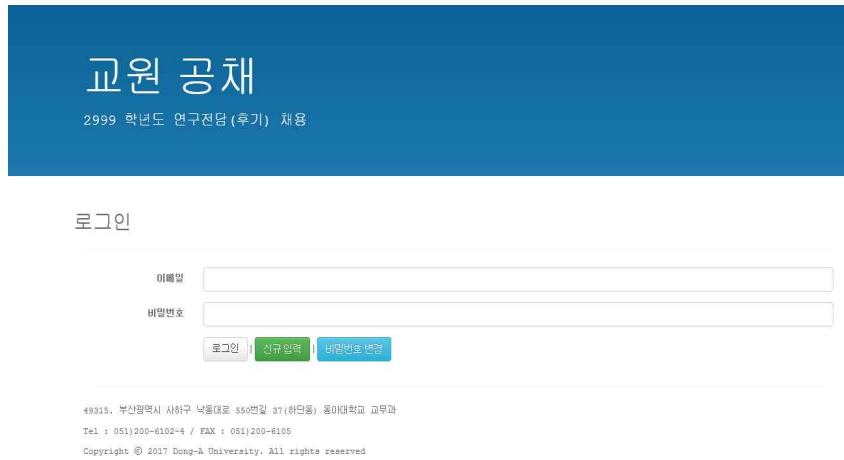 교원 공채
2999 학년도 연구전담(후기) 채용
로그인
이메일
비밀번호
로그인 | 신규 입력 | 비밀번호 변경
49315. 부산광역시 사하구 낙동대로 550번길 37(하단동) 동아대학교 교무과
Tel : 051)200-6102~4 / FAX : 051)200-6105
Copyright © 2017 Dong-A University. All rights reserved